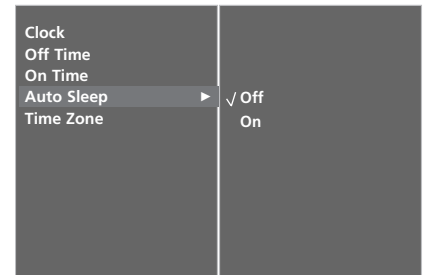 Clock
Off Time
On Time
Auto Sleep ►
Time Zone
√ Off
On